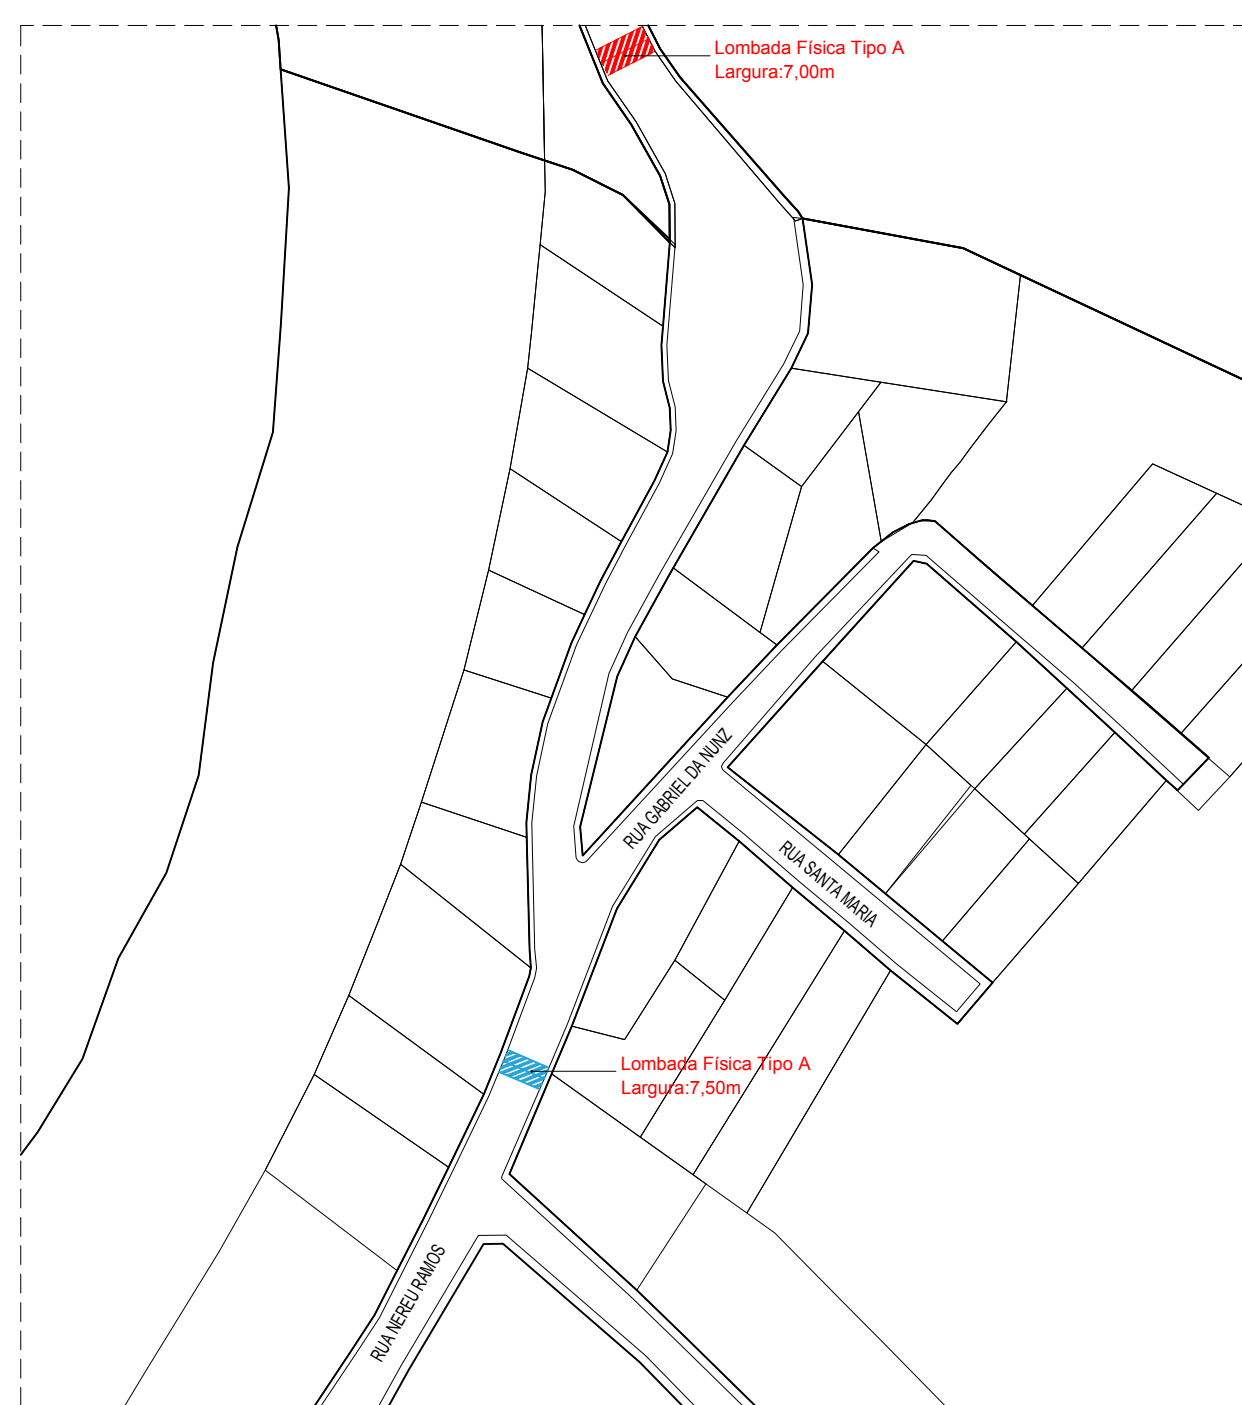 Lombada Física Tipo A
Largura:7,00m
RUA GABRIEL DA NUNZ
RUA SANTA MARIA
Lombada Física Tipo A
Largura:7,50m
RUA NEREU RAMOS